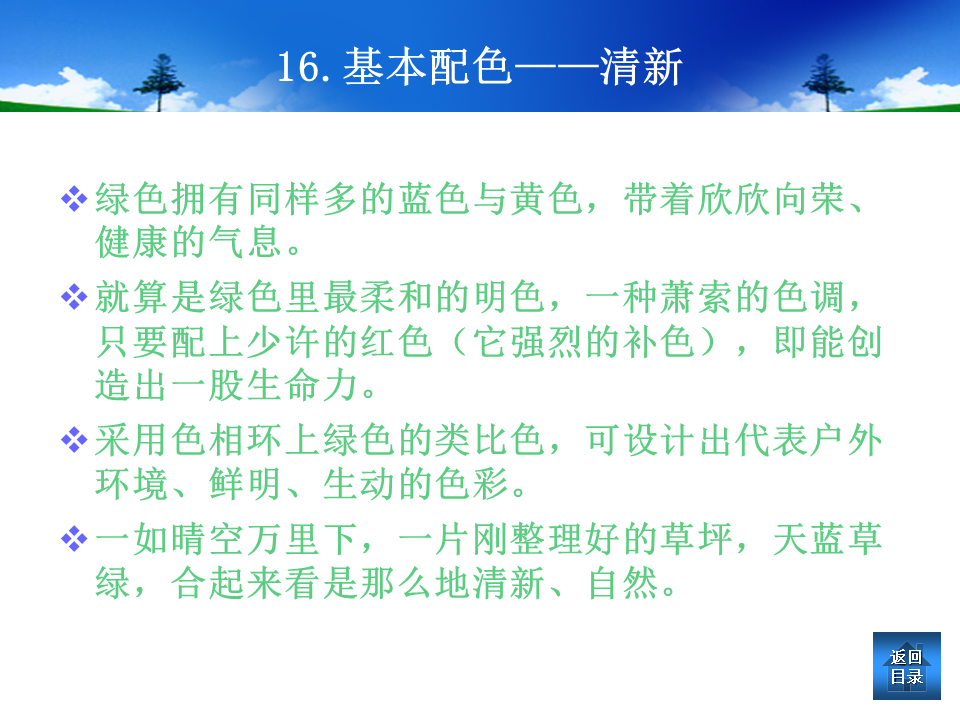 16.基本配色——清新
绿色拥有同样多的蓝色与黄色，带着欣欣向荣、
健康的气息。
就算是绿色里最柔和的明色，一种萧索的色调，
只要配上少许的红色（它强烈的补色），即能创
造出一股生命力。
采用色相环上绿色的类比色，可设计出代表户外
环境、鲜明、生动的色彩。
一如晴空万里下，一片刚整理好的草坪，天蓝草
绿，合起来看是那么地清新、自然。
返回
目录